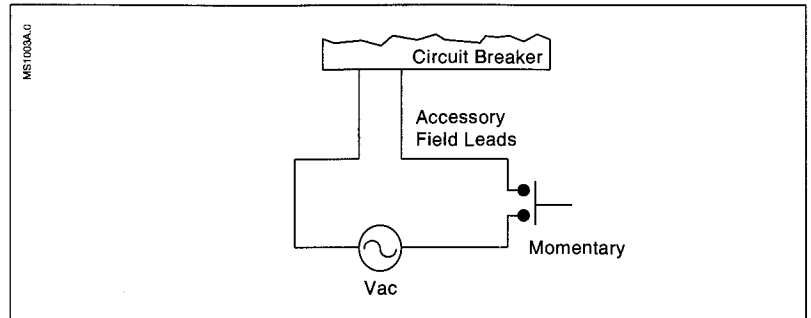 MS1003A.0
Circuit Breaker
Accessory
Field Leads
Momentary
Vac